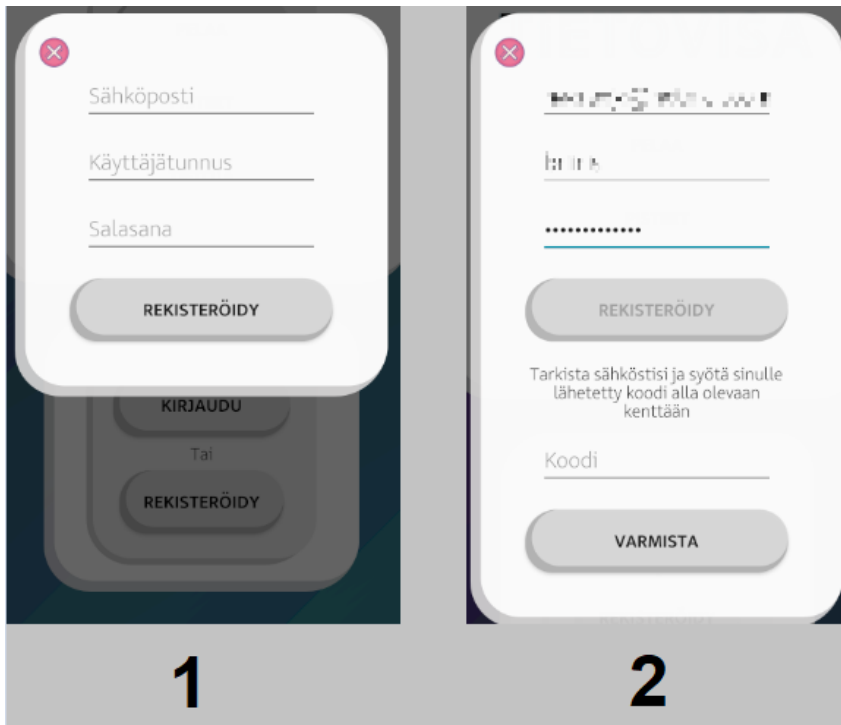 Sähköposti
Käyttäjätunnus
Salasana
REKISTERÖIDY
KIRJAUDU
Tai
REKISTERÖIDY
1
REKISTERÖIDY
Tarkista sähköstisi ja syötä sinulle
lähetetty koodi alla olevaan
kenttään
Koodi
VARMISTA
2